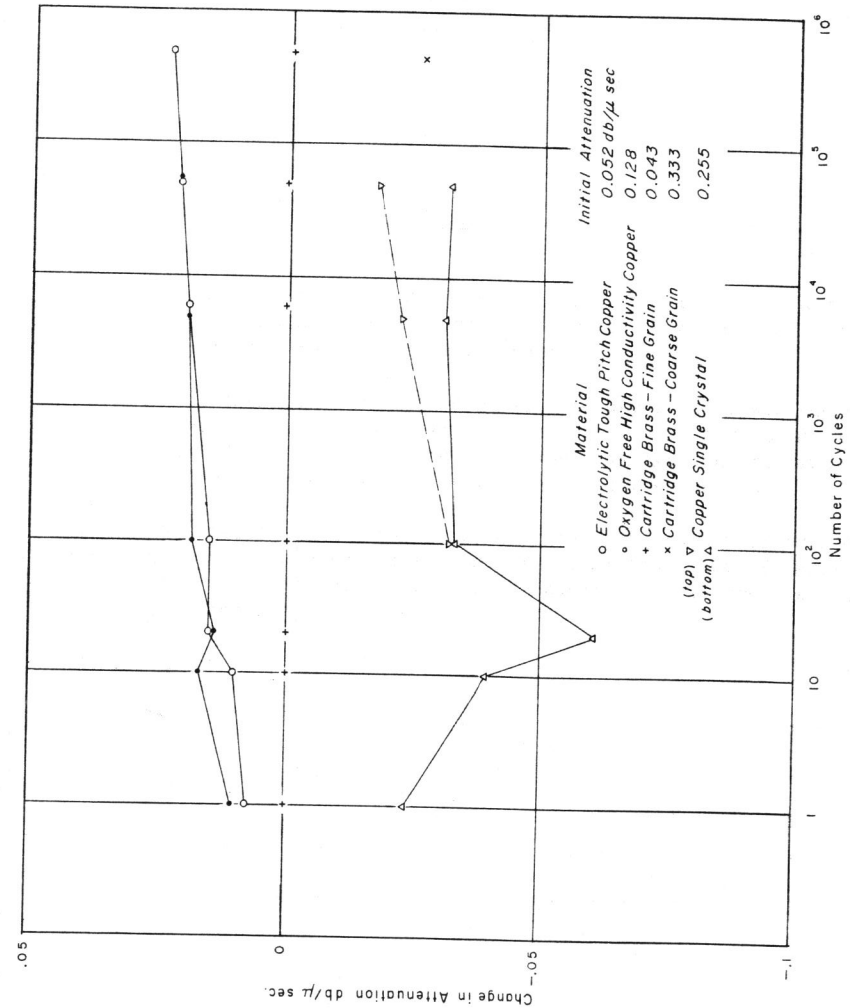 Change in Attenuation db/μ sec.
.05
0
-.05
-.1
Material Initial Attenuation
○ Electrolytic Tough Pitch Copper 0.052 db/μ sec
∘ Oxygen Free High Conductivity Copper 0.128
+ Cartridge Brass-Fine Grain 0.043
× Cartridge Brass-Coarse Grain 0.333
(top) ▽
(bottom) △ Copper Single Crystal 0.255
1
10
10²
10³
10⁴
10⁵
10⁶
Number of Cycles